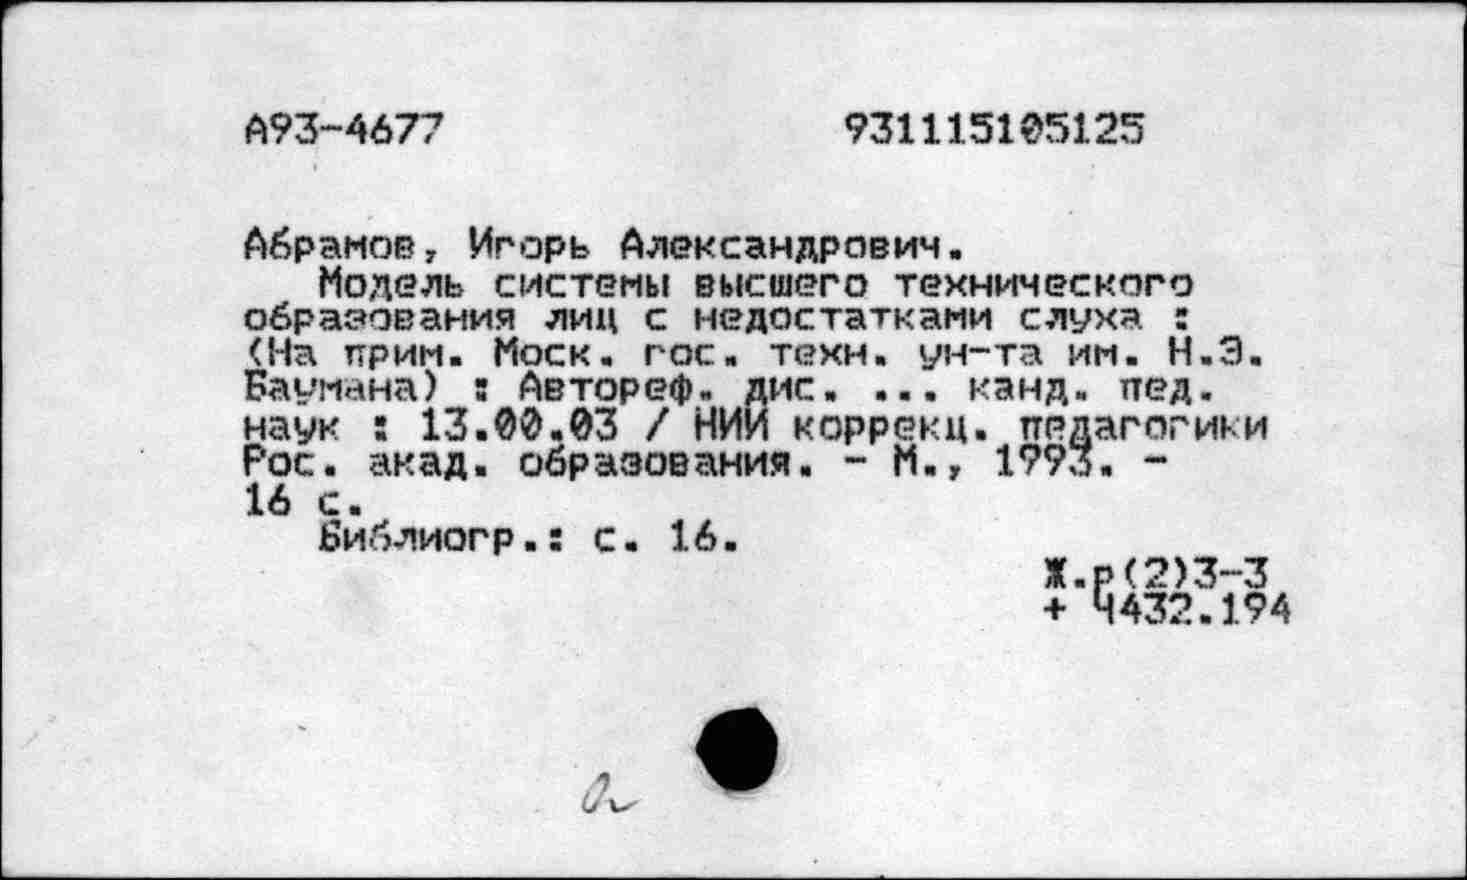 А93-4677 931115105125
Абрамов, Игорь Александрович.
Модель системы высшего технического
образования лиц с недостатками слуха :
(На прим. Моск. гос. техн. ун-та им. Н.Э.
Баумана) : Автореф. дис. ... канд. пед.
наук : 13.00.03 / НИИ коррекц. педагогики
Рос. акад. образования. - М., 1993. -
16 с.
Библиогр.: с. 16.
Ж.р(2)3-3
+ Ч432.194